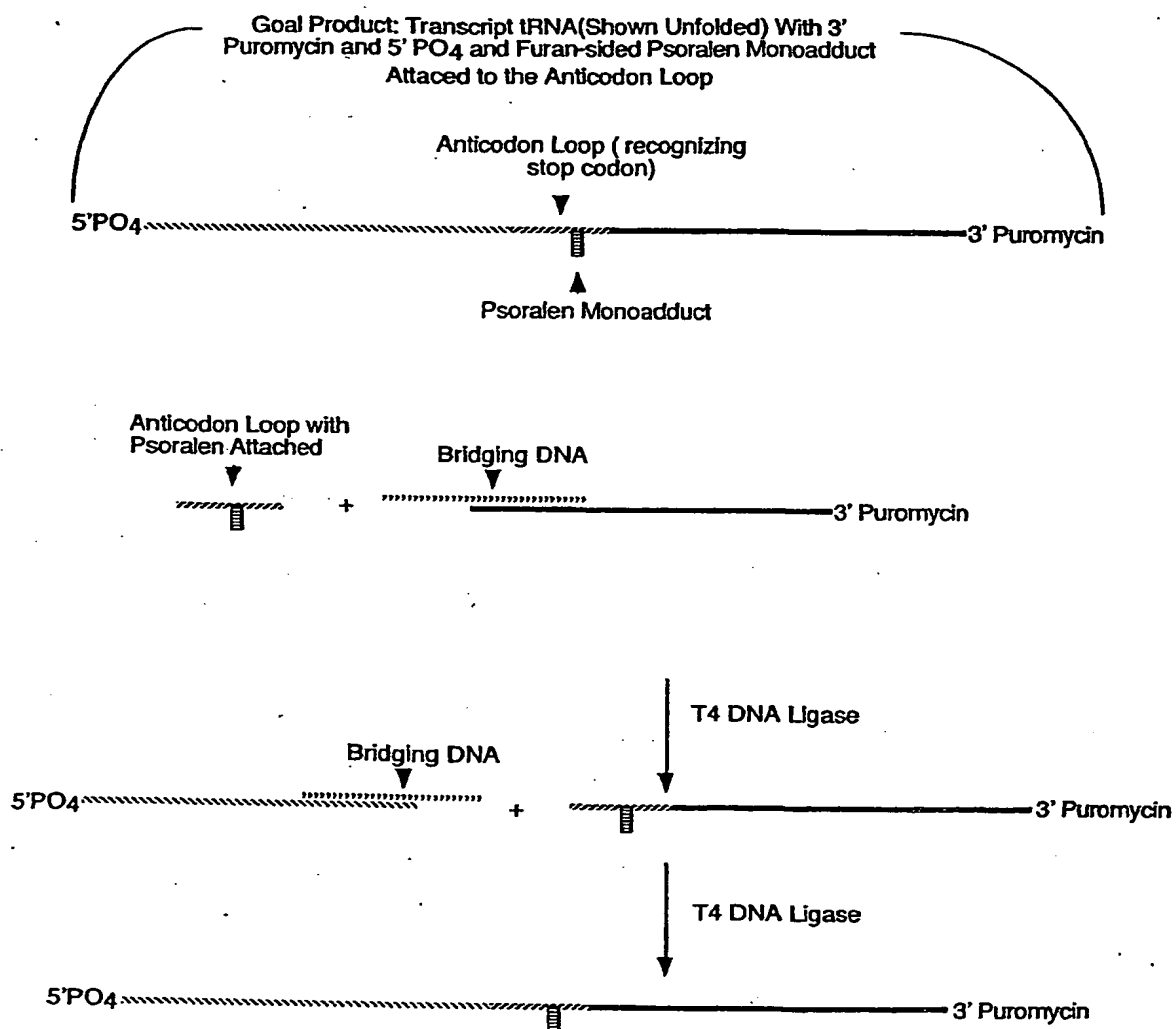 Goal Product: Transcript tRNA(Shown Unfolded) With 3'
Puromycin and 5' PO4 and Furan-sided Psoralen Monoadduct
Attaced to the Anticodon Loop
Anticodon Loop ( recognizing
stop codon)
5'PO4
3' Puromycin
Psoralen Monoadduct
Anticodon Loop with
Psoralen Attached
Bridging DNA
+
3' Puromycin
T4 DNA Ligase
Bridging DNA
5'PO4
+
3' Puromycin
T4 DNA Ligase
5'PO4
3' Puromycin